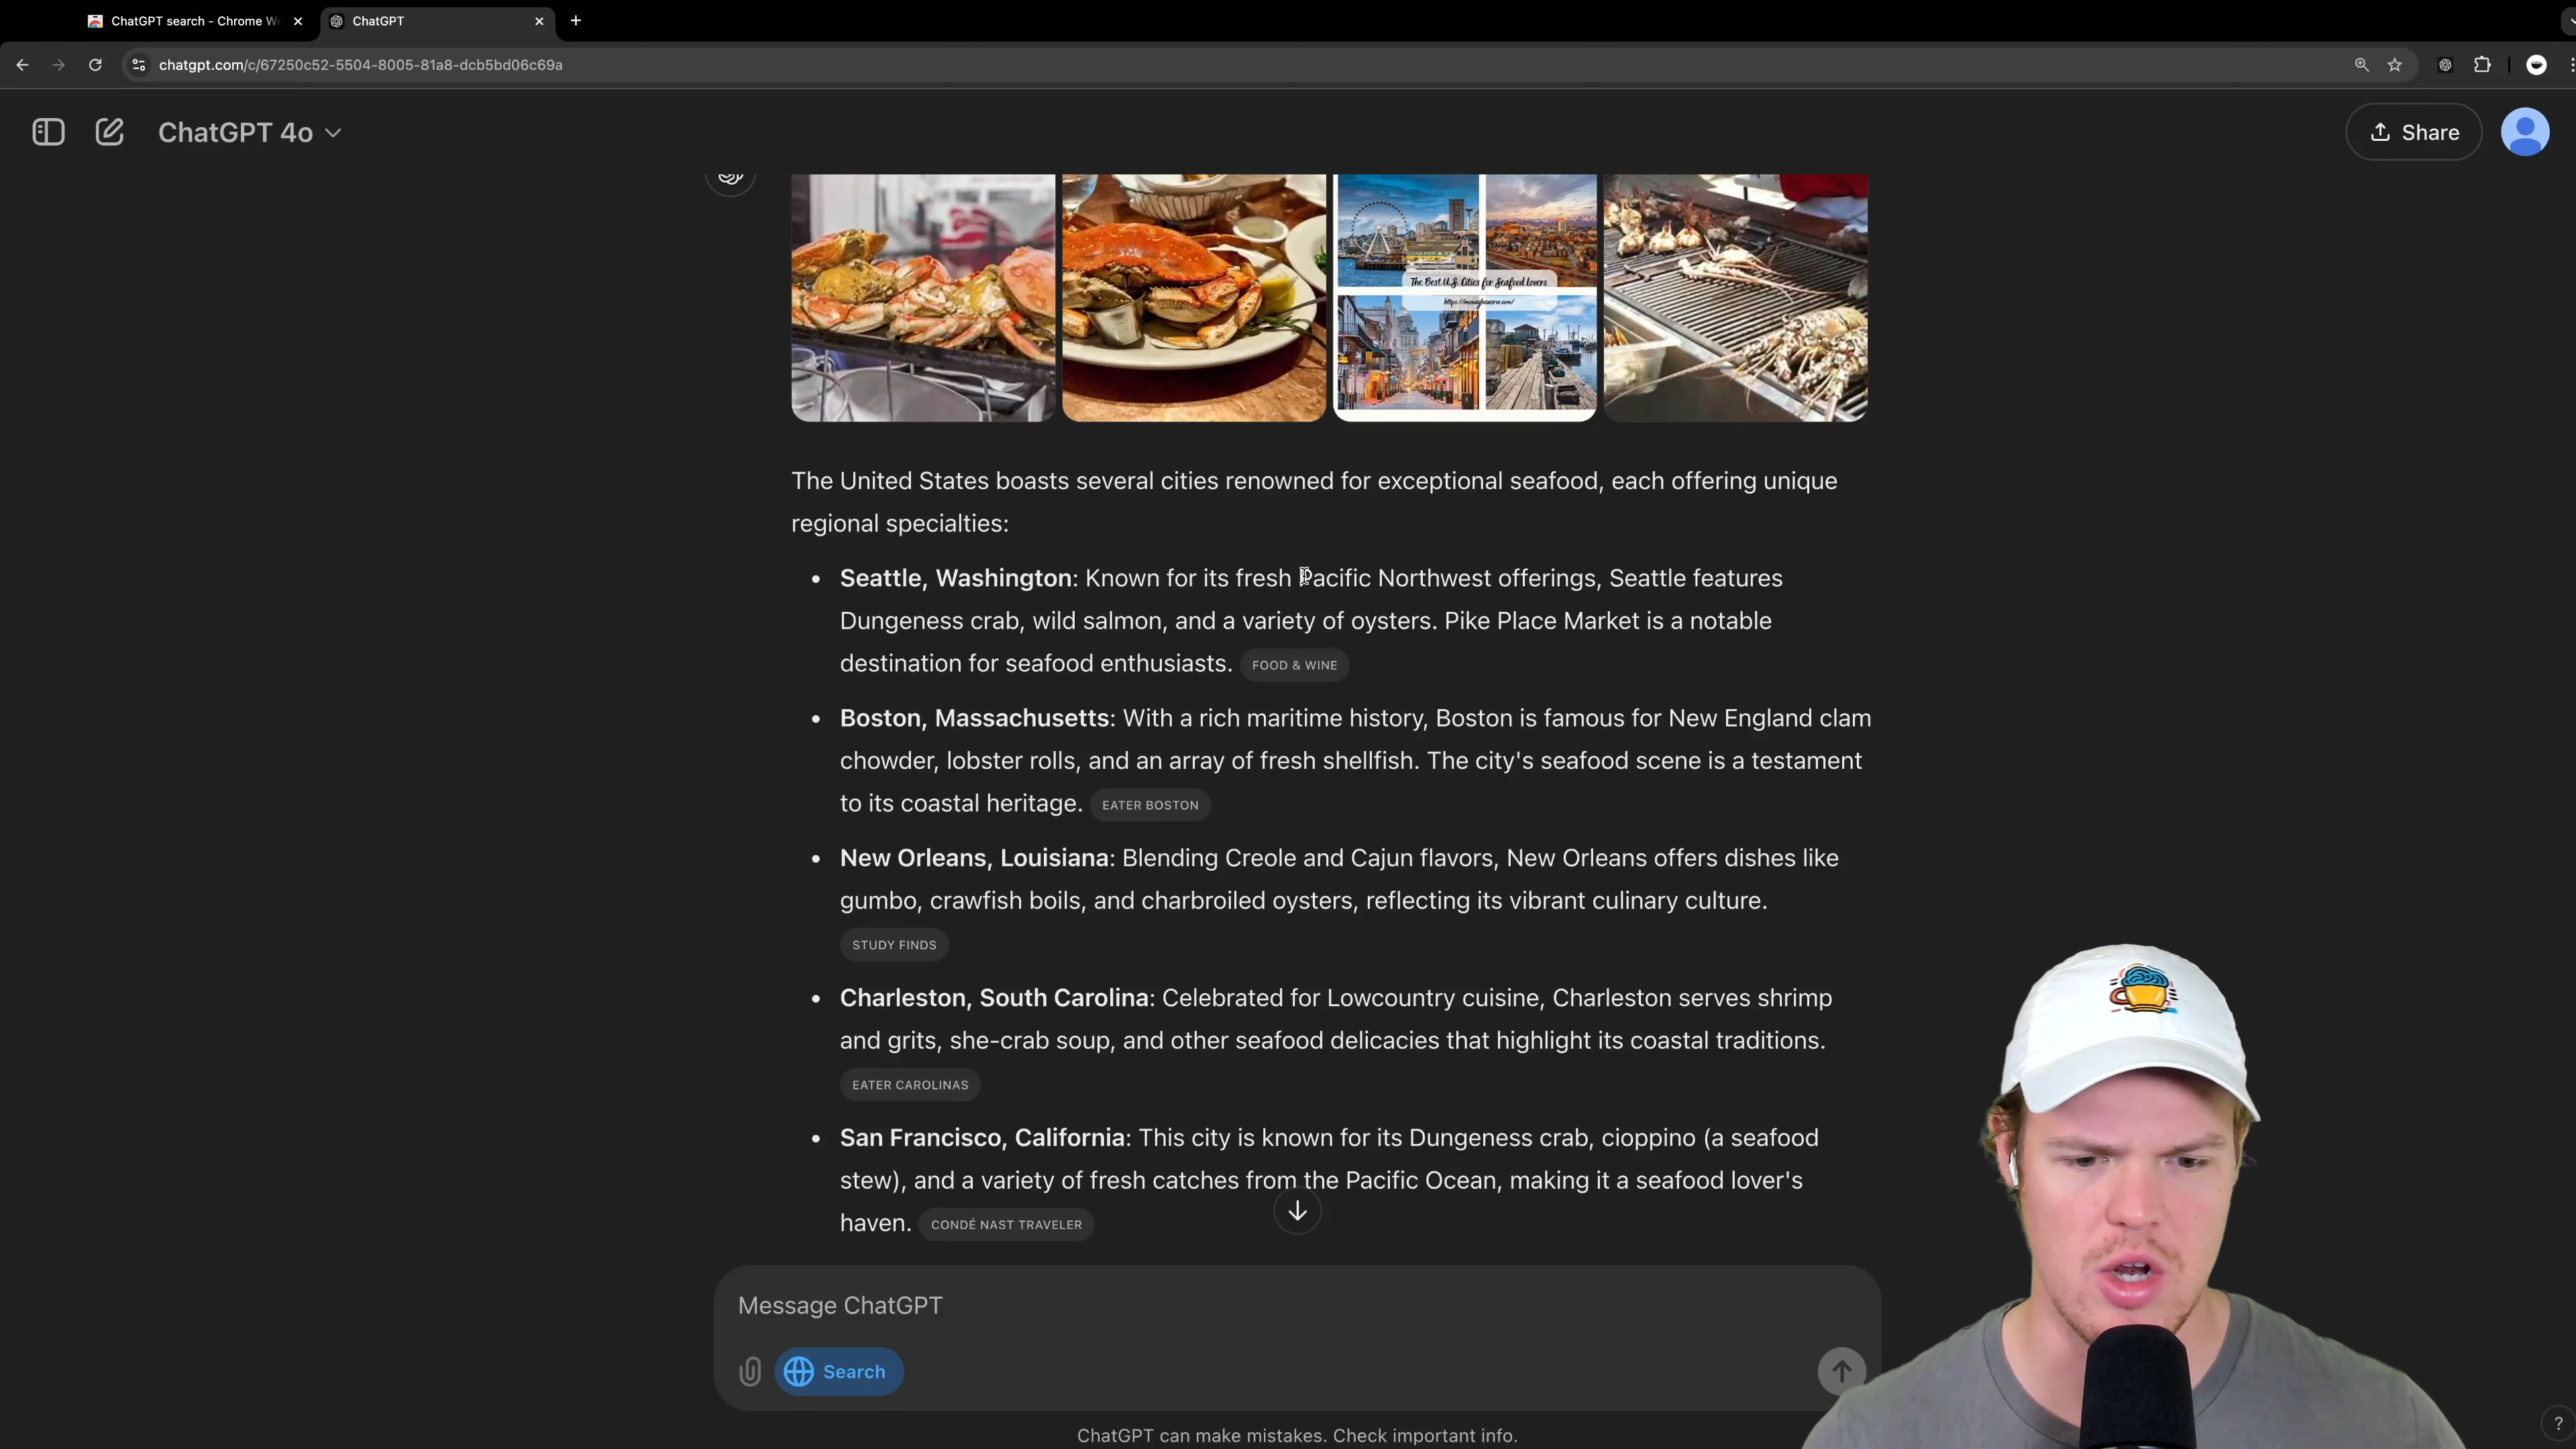 ChatGPT search - Chrome We
ChatGPT
chatgpt.com/c/67250c52-5504-8005-81a8-dcb5bd06c69a
ChatGPT 4o
Share
The Best U.S. Cities for Seafood Lovers
The United States boasts several cities renowned for exceptional seafood, each offering unique
regional specialties:
• Seattle, Washington: Known for its fresh Pacific Northwest offerings, Seattle features
Dungeness crab, wild salmon, and a variety of oysters. Pike Place Market is a notable
destination for seafood enthusiasts. FOOD & WINE
• Boston, Massachusetts: With a rich maritime history, Boston is famous for New England clam
chowder, lobster rolls, and an array of fresh shellfish. The city's seafood scene is a testament
to its coastal heritage. EATER BOSTON
• New Orleans, Louisiana: Blending Creole and Cajun flavors, New Orleans offers dishes like
gumbo, crawfish boils, and charbroiled oysters, reflecting its vibrant culinary culture.
STUDY FINDS
• Charleston, South Carolina: Celebrated for Lowcountry cuisine, Charleston serves shrimp
and grits, she-crab soup, and other seafood delicacies that highlight its coastal traditions.
EATER CAROLINAS
• San Francisco, California: This city is known for its Dungeness crab, cioppino (a seafood
stew), and a variety of fresh catches from the Pacific Ocean, making it a seafood lover's
haven. CONDÉ NAST TRAVELER
Message ChatGPT
Search
ChatGPT can make mistakes. Check important info.
?